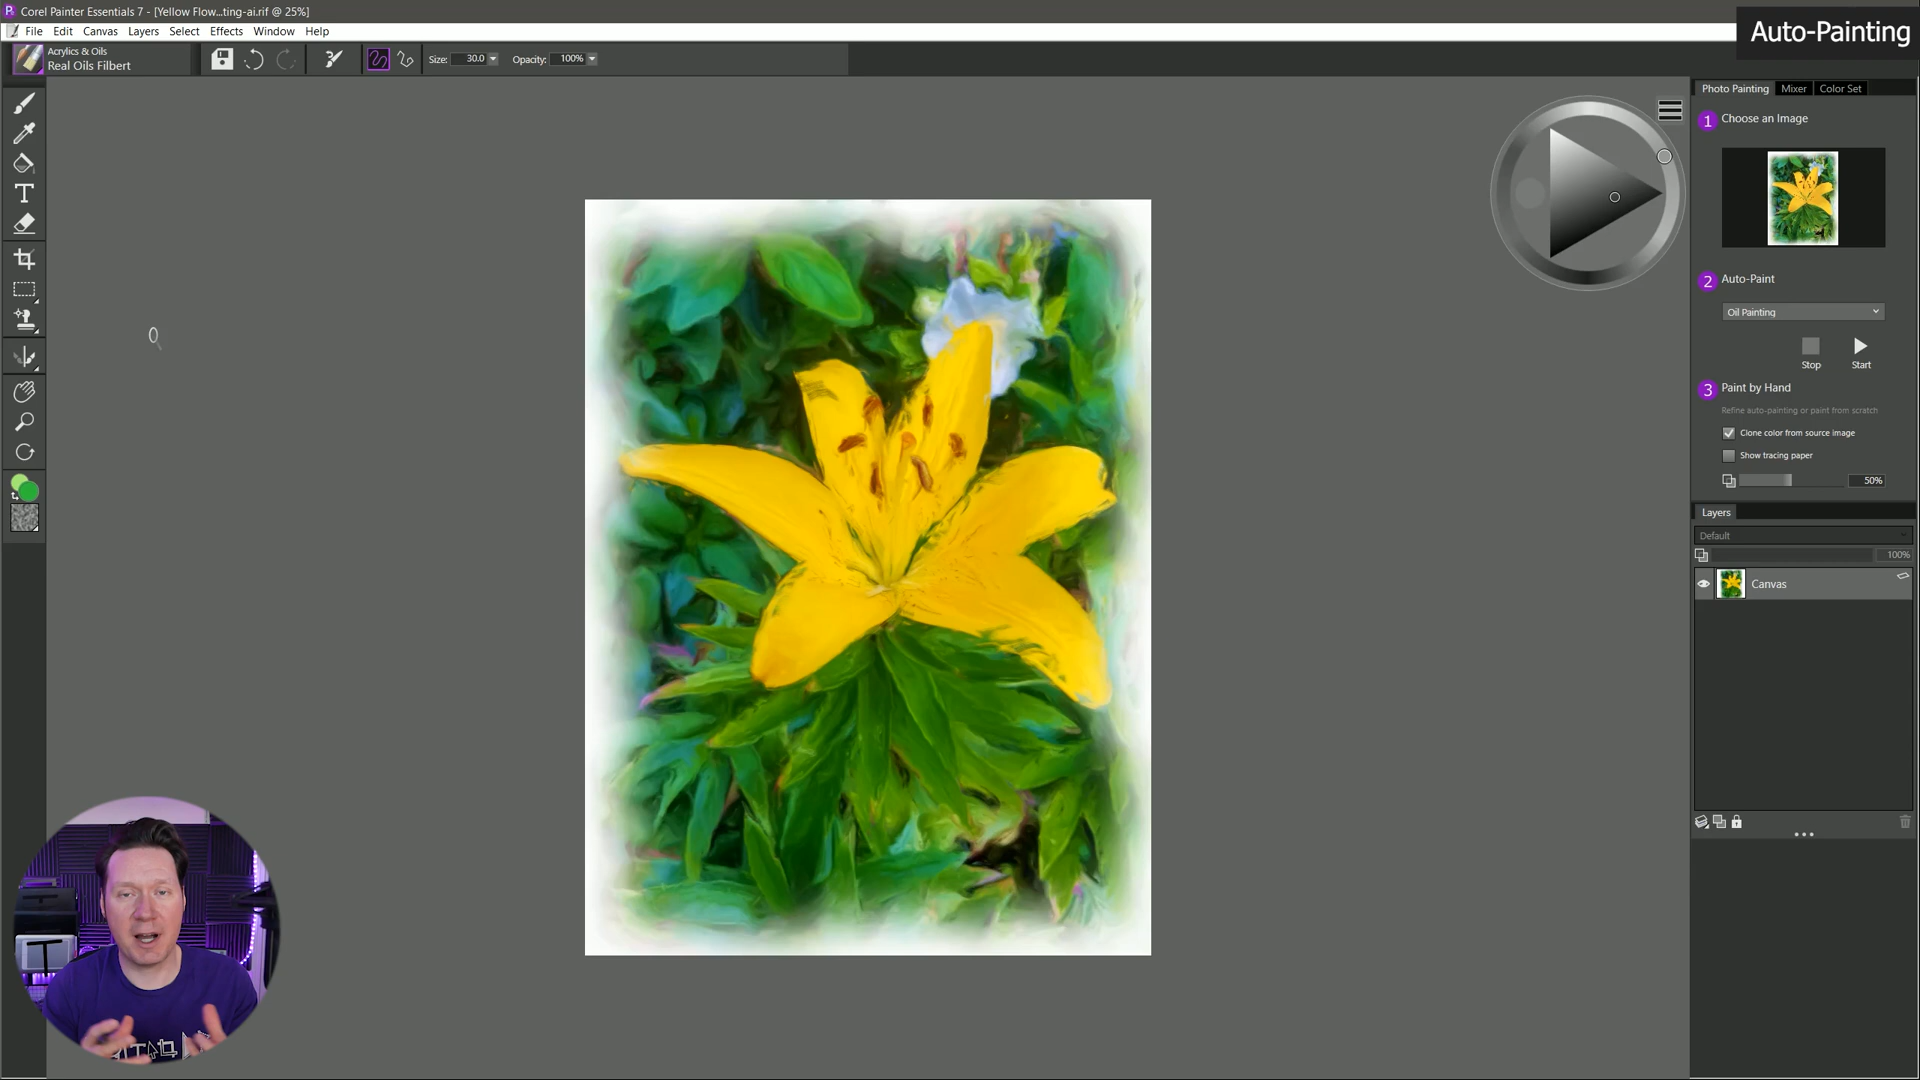 Corel Painter Essentials 7 - [Yellow Flow...ting-ai.rif @ 25%]
Auto-Painting
File Edit Canvas Layers Select Effects Window Help
Acrylics & Oils
Real Oils Filbert
Size: 30.0
Opacity: 100%
Photo Painting Mixer Color Set
1 Choose an Image
2 Auto-Paint
Oil Painting
Stop Start
3 Paint by Hand
Refine auto-painting or paint from scratch
Clone color from source image
Show tracing paper
50%
Layers
Default
100%
Canvas